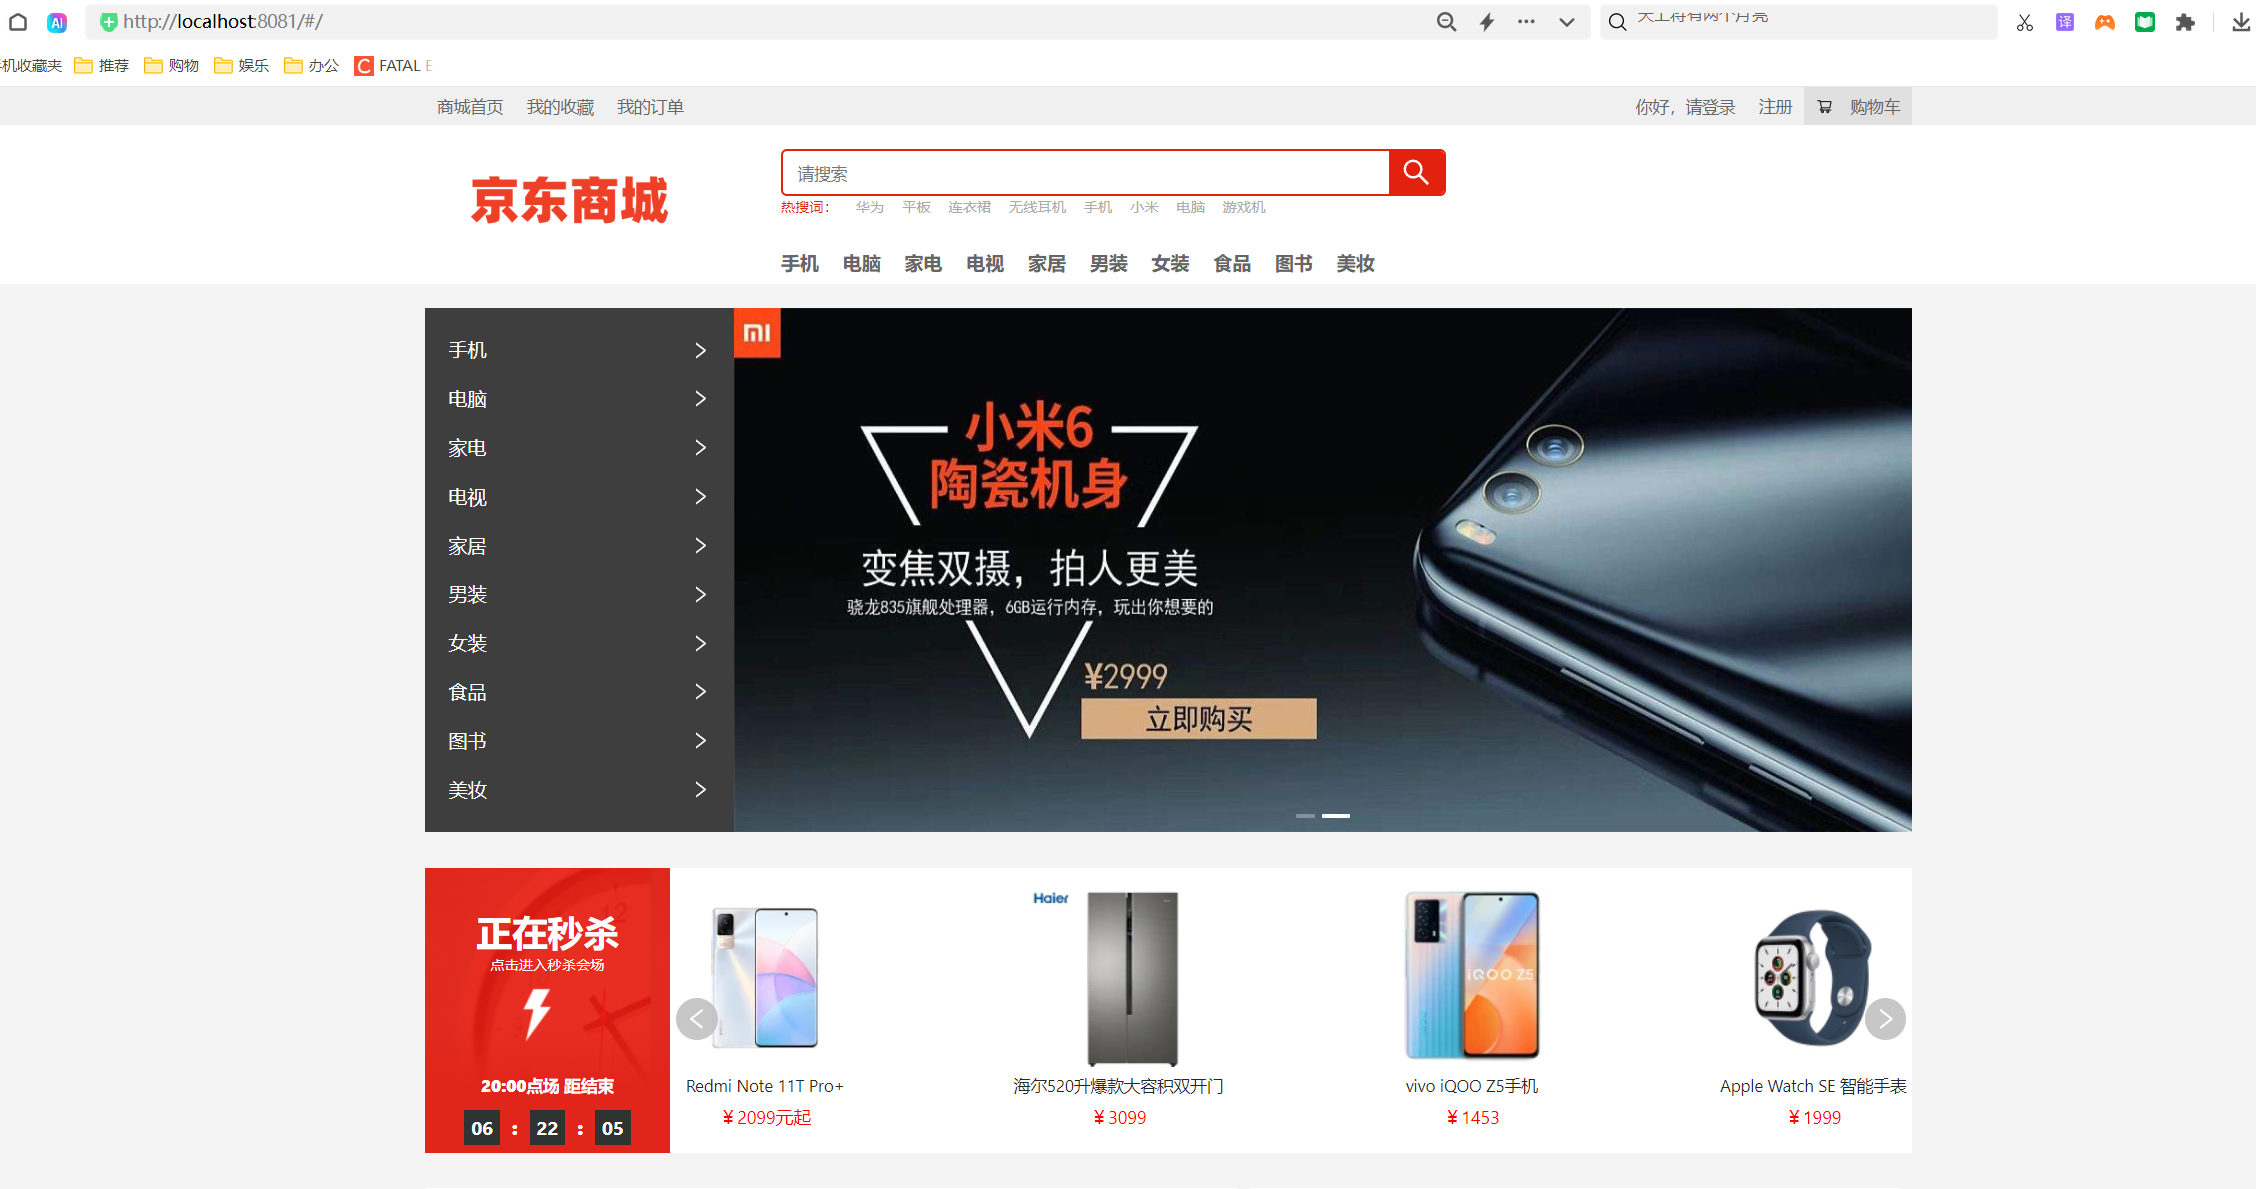 AI http://localhost:8081/#/
机收藏夹 推荐 购物 娱乐 办公 C FATAL E
商城首页 我的收藏 我的订单 你好，请登录 注册 购物车
京东商城
请搜索
热搜词： 华为 平板 连衣裙 无线耳机 手机 小米 电脑 游戏机
手机 电脑 家电 电视 家居 男装 女装 食品 图书 美妆
手机
电脑
家电
电视
家居
男装
女装
食品
图书
美妆
小米6
陶瓷机身
变焦双摄，拍人更美
骁龙835旗舰处理器，6GB运行内存，玩出你想要的
¥2999
立即购买
正在秒杀
点击进入秒杀会场
20:00点场 距结束
06 : 22 : 05
Redmi Note 11T Pro+
¥ 2099元起
Haier
海尔520升爆款大容积双开门
¥ 3099
iQOO Z5
vivo iQOO Z5手机
¥ 1453
Apple Watch SE 智能手表
¥ 1999